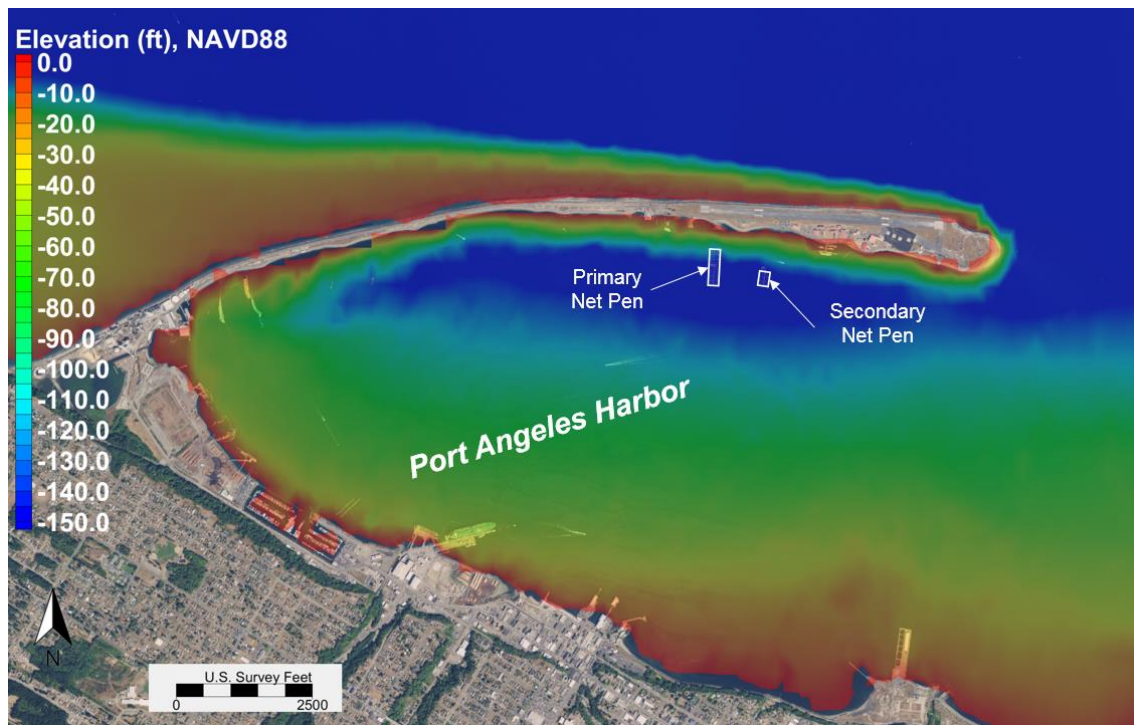 Elevation (ft), NAVD88
0.0
-10.0
-20.0
-30.0
-40.0
-50.0
-60.0
-70.0
-80.0
-90.0
-100.0
-110.0
-120.0
-130.0
-140.0
-150.0
Primary
Net Pen
Secondary
Net Pen
Port Angeles Harbor
N
U.S. Survey Feet
0
2500